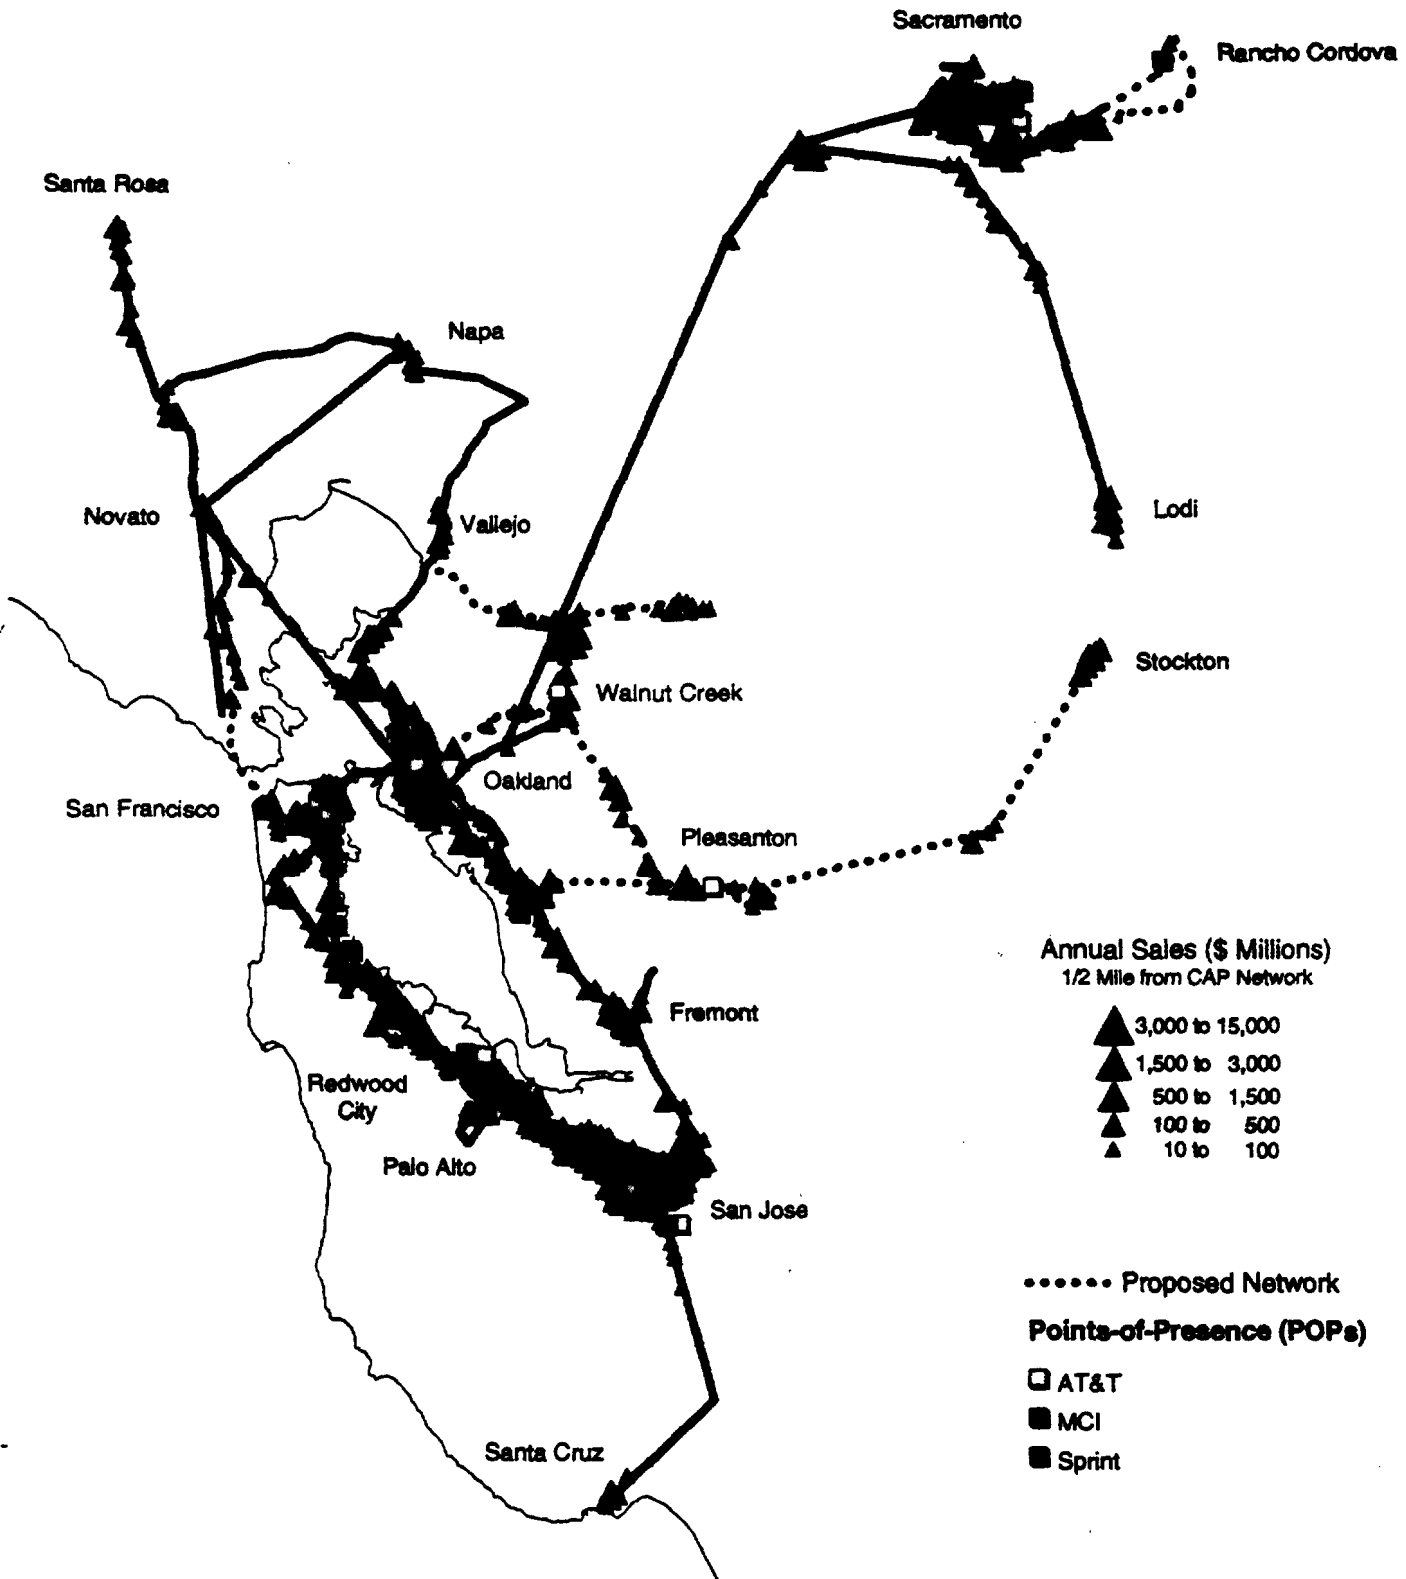 Sacramento
Rancho Cordova
Santa Rosa
Napa
Novato
Vallejo
Lodi
Stockton
Walnut Creek
Oakland
San Francisco
Pleasanton
Annual Sales ($ Millions)
1/2 Mile from CAP Network
3,000 to 15,000
1,500 to 3,000
500 to 1,500
100 to 500
10 to 100
Fremont
Redwood
City
Palo Alto
San Jose
Proposed Network
Points-of-Presence (POPs)
AT&T
MCI
Sprint
Santa Cruz